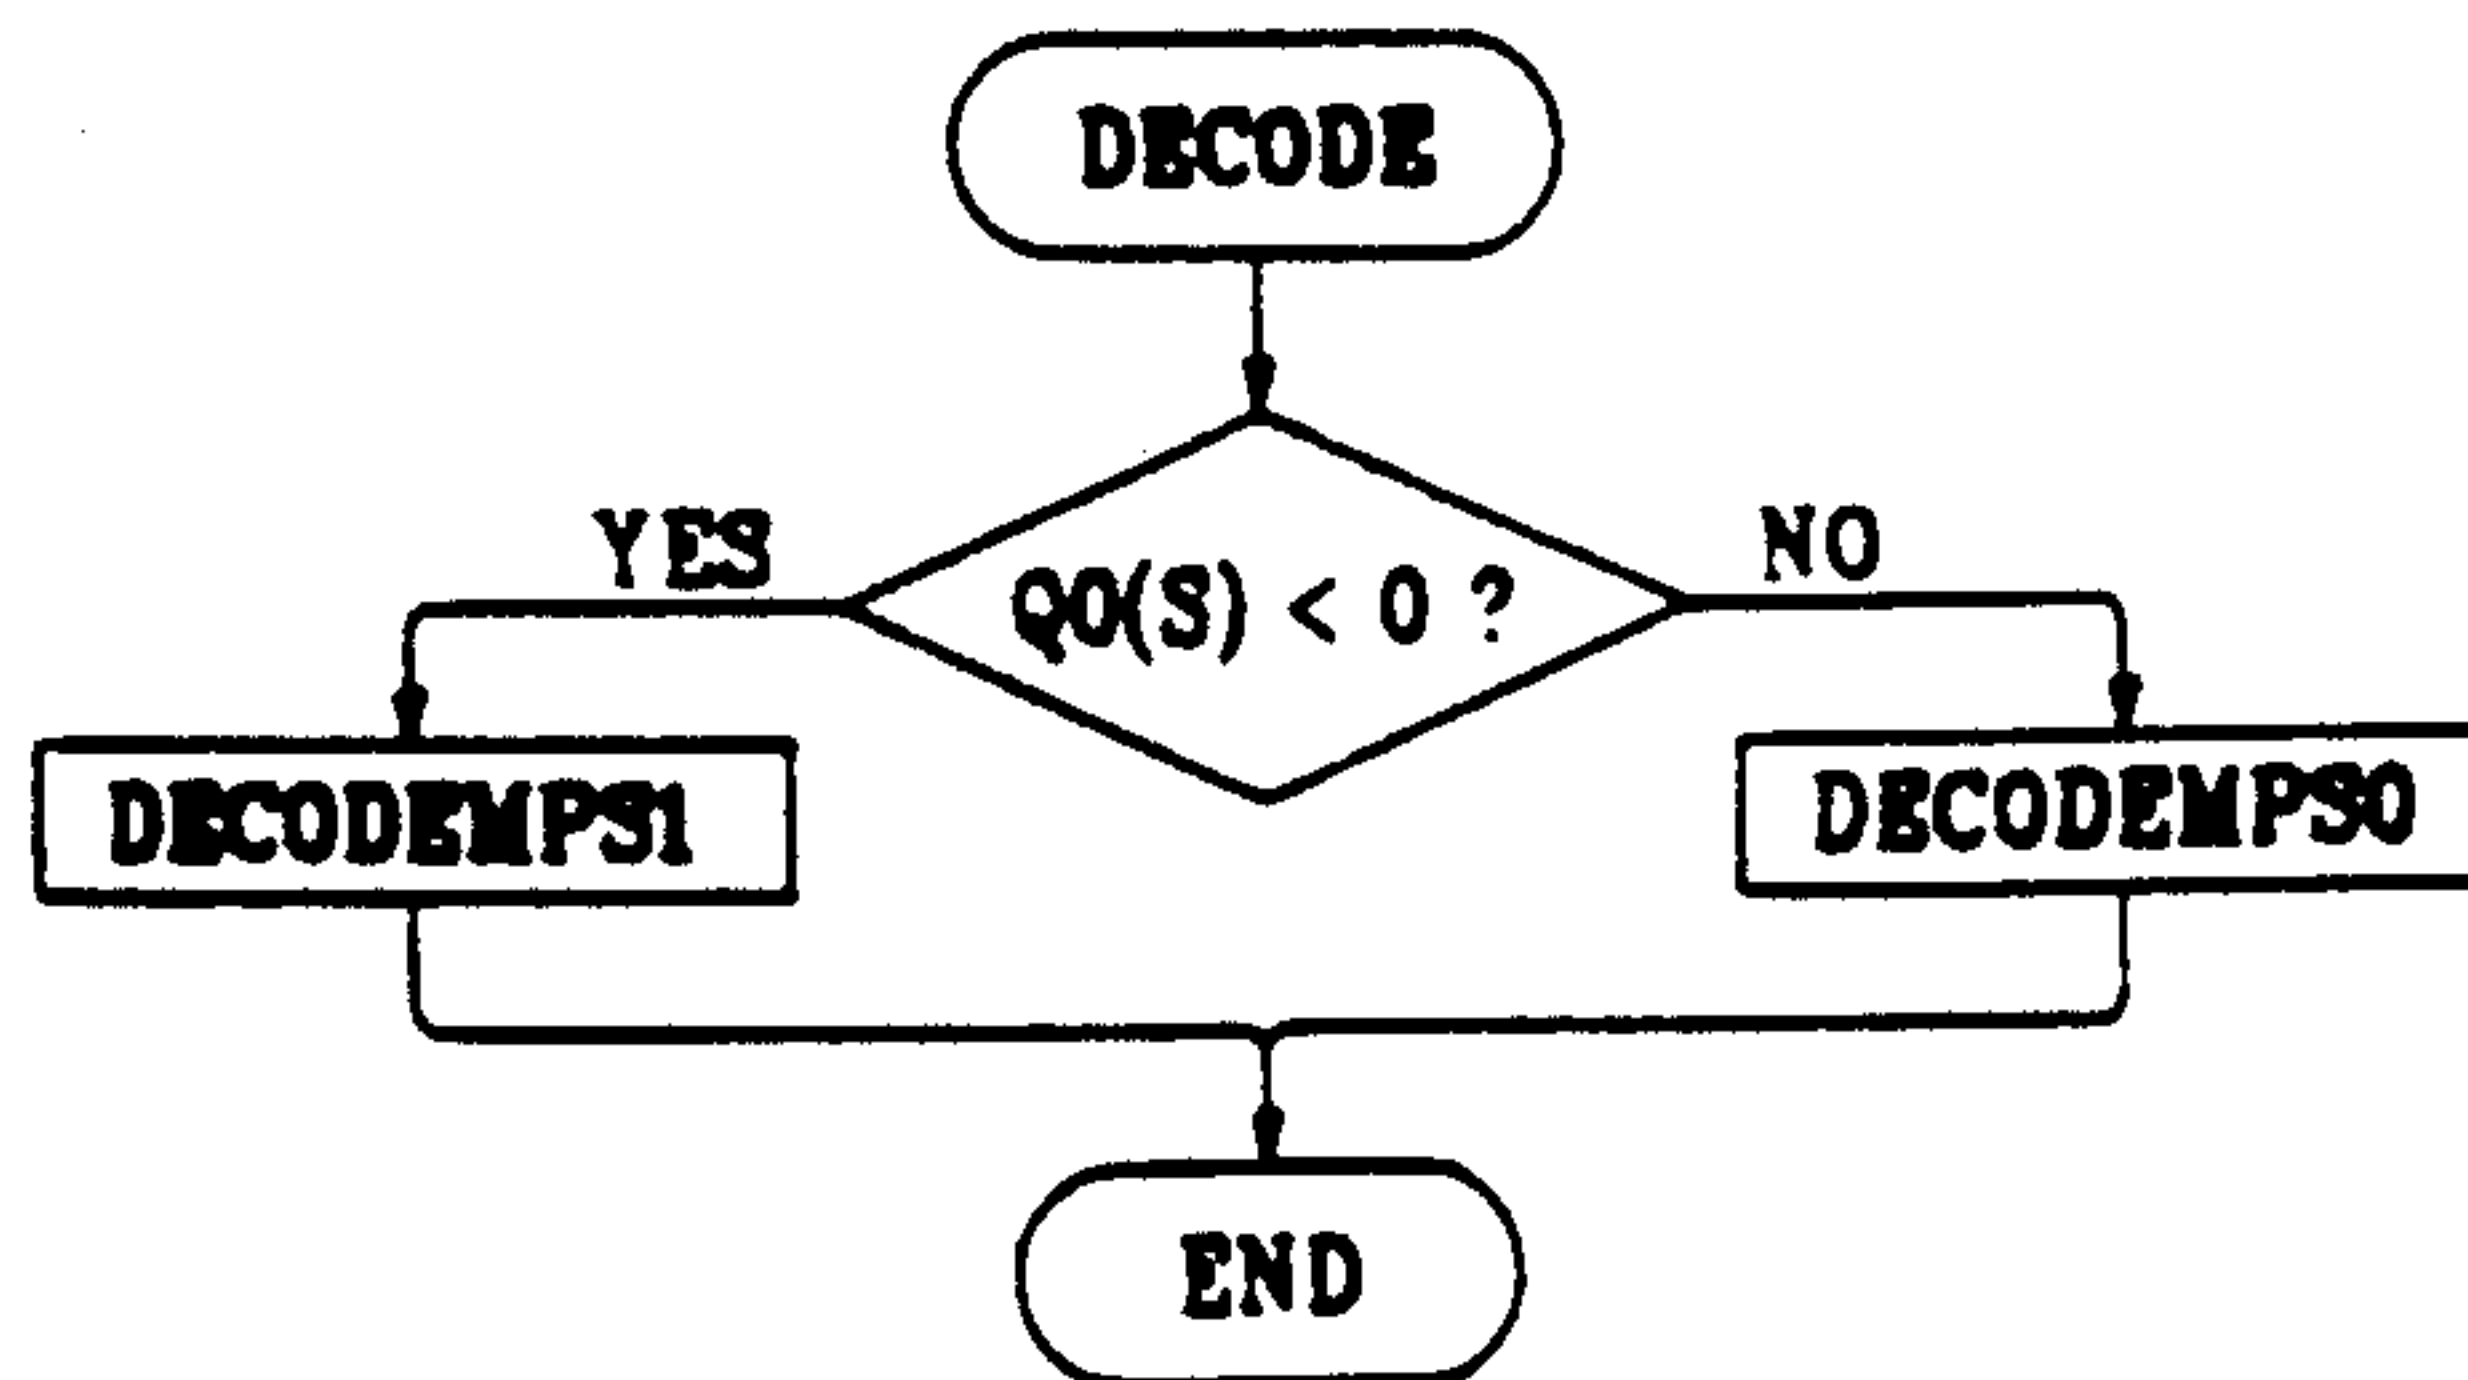 DECODE
YES
NO
Q0(S) < 0 ?
DECODEMPS1
DECODEMPS0
END